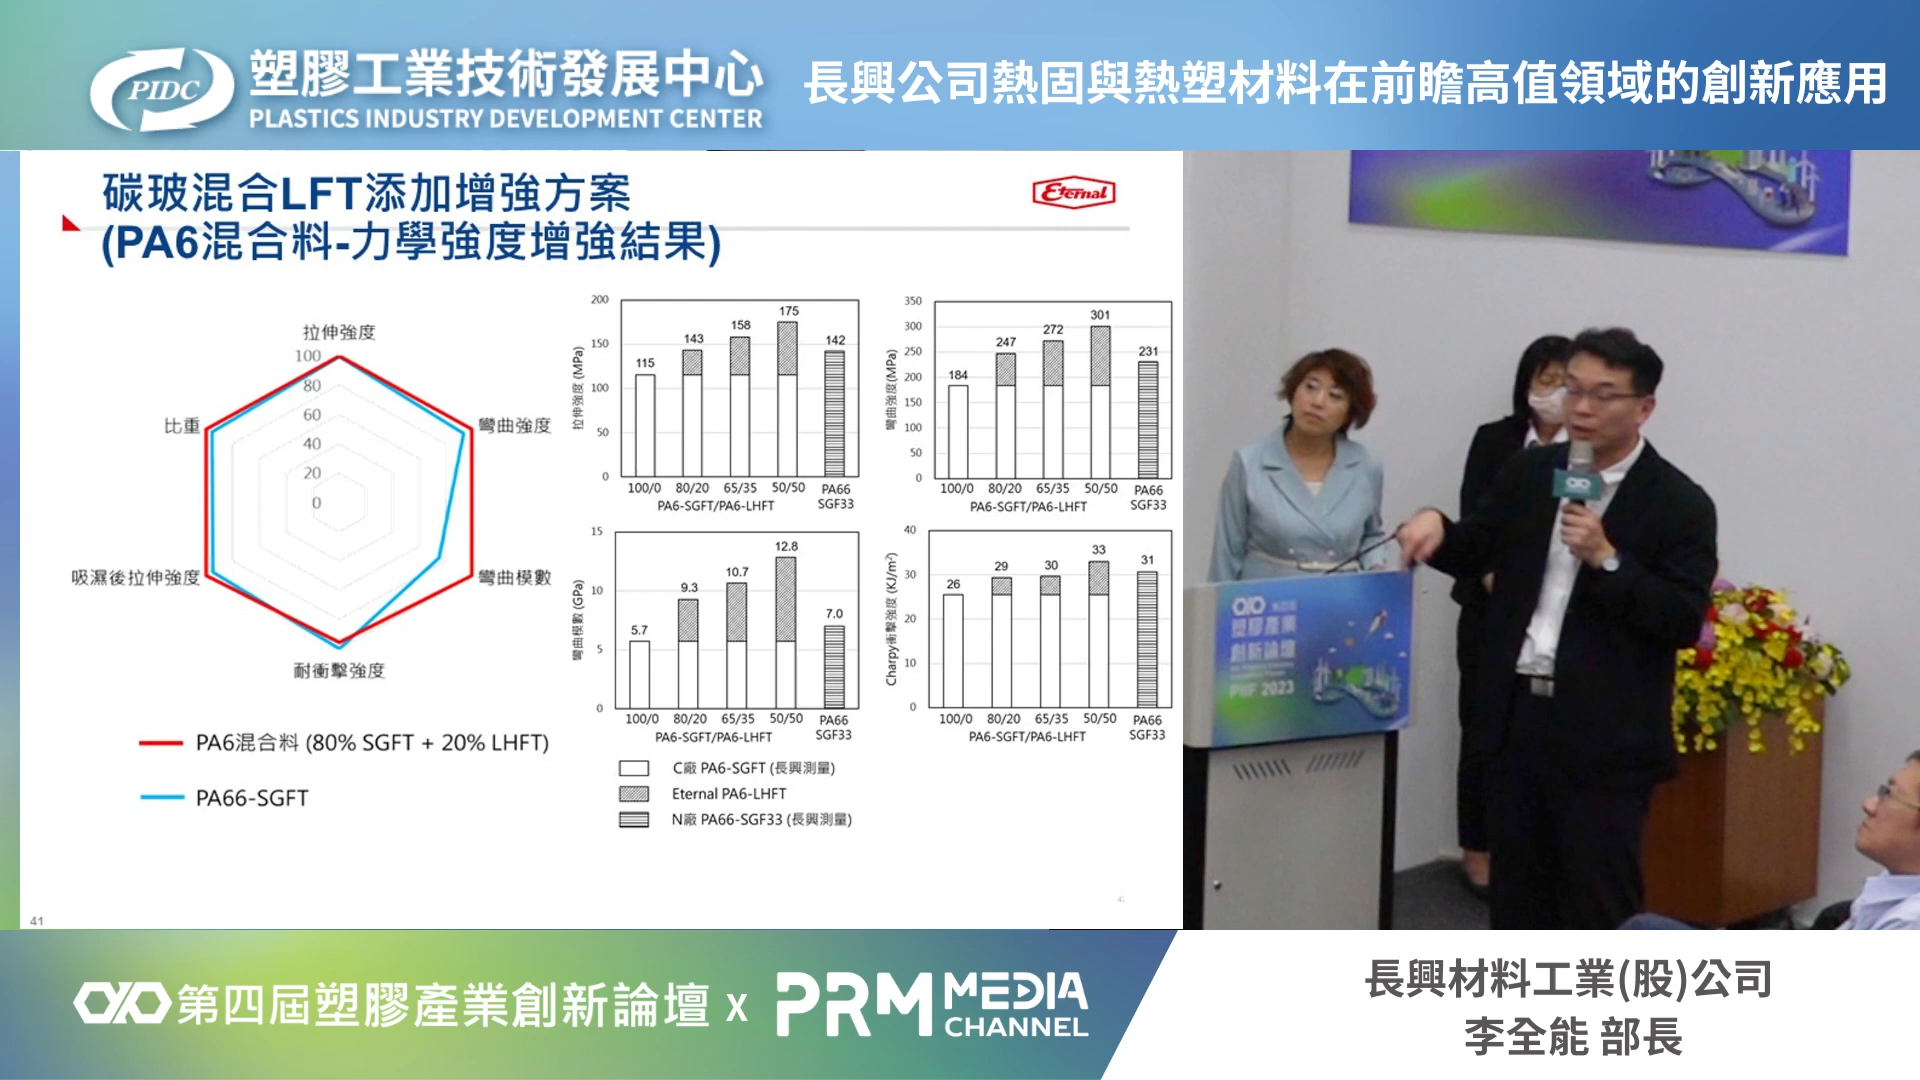 PIDC
塑膠工業技術發展中心
PLASTICS INDUSTRY DEVELOPMENT CENTER
長興公司熱固與熱塑材料在前瞻高值領域的創新應用
碳玻混合LFT添加增強方案
(PA6混合料-力學強度增強結果)
Eternal
拉伸強度
100
80
60
40
20
0
比重
彎曲強度
吸濕後拉伸強度
彎曲模數
耐衝擊強度
PA6混合料 (80% SGFT + 20% LHFT)
PA66-SGFT
拉伸強度 (MPa)
200
150
100
50
0
115
143
158
175
142
100/0 80/20 65/35 50/50 PA66
SGF33
PA6-SGFT/PA6-LHFT
彎曲強度(MPa)
350
300
250
200
150
100
50
0
184
247
272
301
231
100/0 80/20 65/35 50/50 PA66
SGF33
PA6-SGFT/PA6-LHFT
彎曲模數 (GPa)
15
10
5
0
5.7
9.3
10.7
12.8
7.0
100/0 80/20 65/35 50/50 PA66
SGF33
PA6-SGFT/PA6-LHFT
Charpy衝擊強度 (KJ/m²)
40
30
20
10
0
26
29
30
33
31
100/0 80/20 65/35 50/50 PA66
SGF33
PA6-SGFT/PA6-LHFT
C廠 PA6-SGFT (長興測量)
Eternal PA6-LHFT
N廠 PA66-SGF33 (長興測量)
41
第四屆
塑膠產業
創新論壇
PIIF 2023
第四屆塑膠產業創新論壇 x PRM MEDIA
CHANNEL
長興材料工業(股)公司
李全能 部長